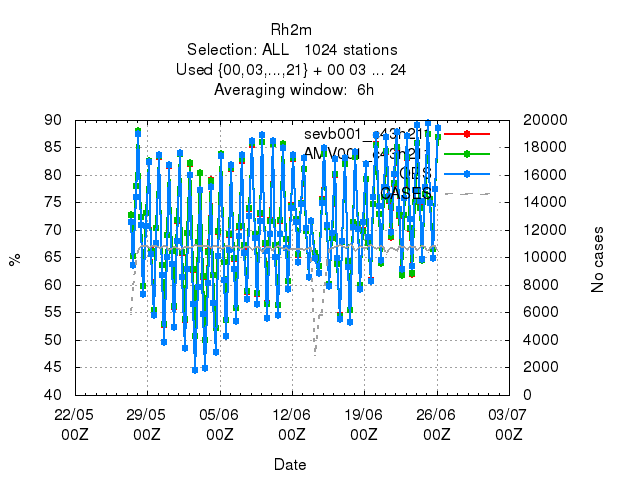 Rh2m
Selection: ALL   1024 stations
Used {00,03,...,21} + 00 03 ... 24
Averaging window:  6h
%
90
85
80
75
70
65
60
55
50
45
40
20000
18000
16000
14000
12000
10000
8000
6000
4000
2000
0
No cases
OBS
CASES
22/05 29/05 05/06 12/06 19/06 26/06 03/07
00Z 00Z 00Z 00Z 00Z 00Z 00Z
Date